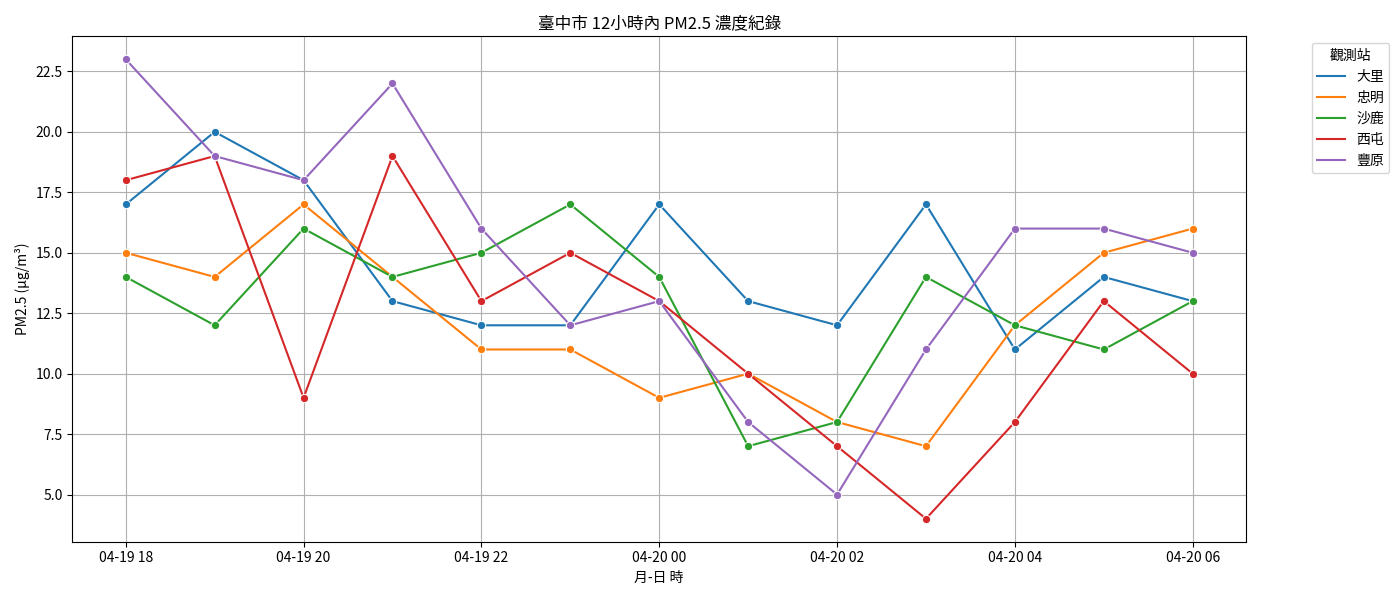 臺中市 12小時內 PM2.5 濃度紀錄
觀測站
大里
忠明
沙鹿
西屯
豐原
PM2.5 (μg/m³)
22.5
20.0
17.5
15.0
12.5
10.0
7.5
5.0
04-19 18
04-19 20
04-19 22
04-20 00
04-20 02
04-20 04
04-20 06
月-日 時